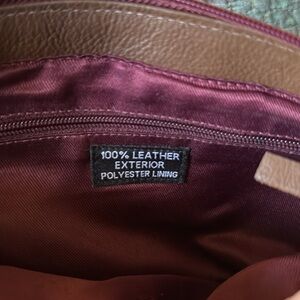 100% LEATHER
EXTERIOR
POLYESTER LINING